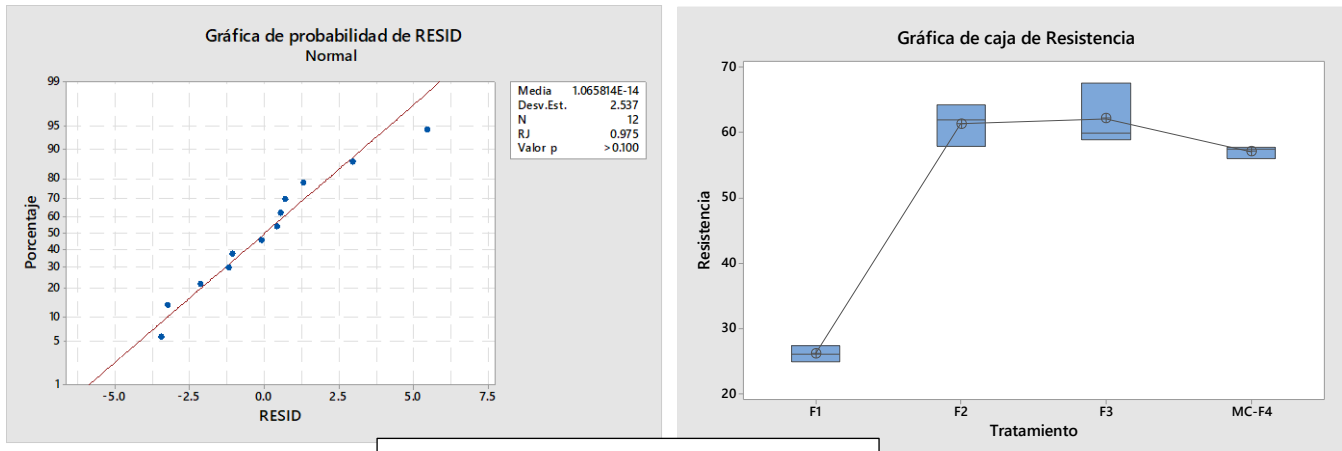 Gráfica de probabilidad de RESID
Normal
99
95
90
80
70
60
50
40
30
20
10
5
1
Porcentaje
-5.0 -2.5 0.0 2.5 5.0 7.5
RESID
Media 1.065814E-14
Desv.Est. 2.537
N 12
RJ 0.975
Valor p >0.100
Gráfica de caja de Resistencia
70
60
50
40
30
20
Resistencia
F1 F2 F3 MC-F4
Tratamiento